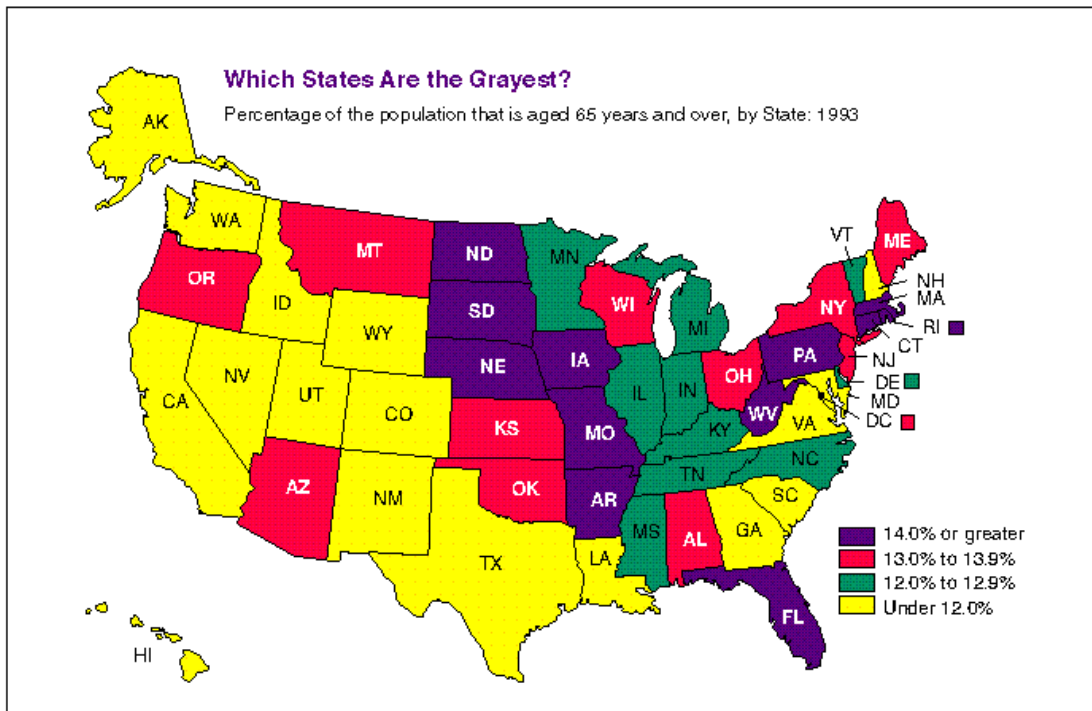 Which States Are the Grayest?
Percentage of the population that is aged 65 years and over, by State: 1993
AK
WA
MT
ND
MN
VT
ME
OR
ID
WY
SD
WI
MI
NY
NH
MA
RI
CT
NV
UT
CO
NE
IA
IL
IN
OH
PA
NJ
DE
MD
DC
CA
KS
MO
KY
WV
VA
AZ
NM
OK
AR
TN
NC
SC
TX
LA
MS
AL
GA
FL
HI
14.0% or greater
13.0% to 13.9%
12.0% to 12.9%
Under 12.0%